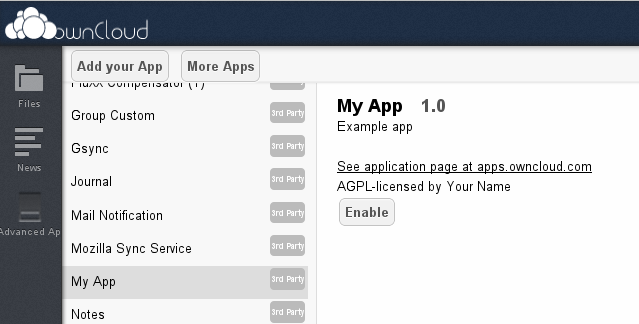 ownCloud
Add your App
More Apps
Files
News
Advanced Ap
Fluxx Compensator (1)
3rd Party
Group Custom
3rd Party
Gsync
3rd Party
Journal
3rd Party
Mail Notification
3rd Party
Mozilla Sync Service
3rd Party
My App
3rd Party
Notes
3rd Party
My App 1.0
Example app
See application page at apps.owncloud.com
AGPL-licensed by Your Name
Enable